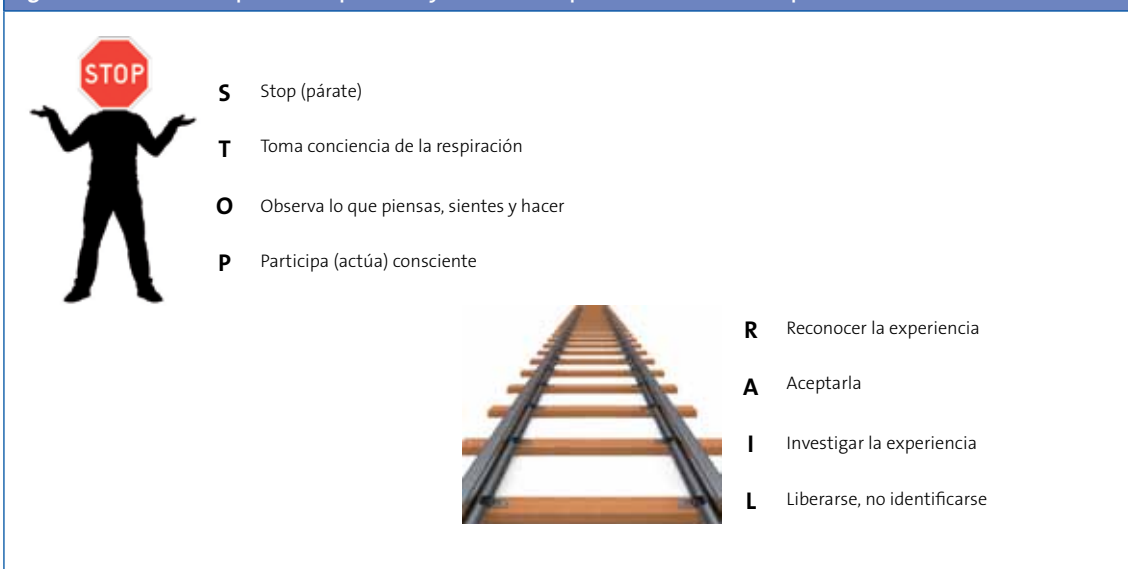 STOP
S Stop (párate)
T Toma conciencia de la respiración
O Observa lo que piensas, sientes y hacer
P Participa (actúa) consciente
R Reconocer la experiencia
A Aceptarla
I Investigar la experiencia
L Liberarse, no identificarse